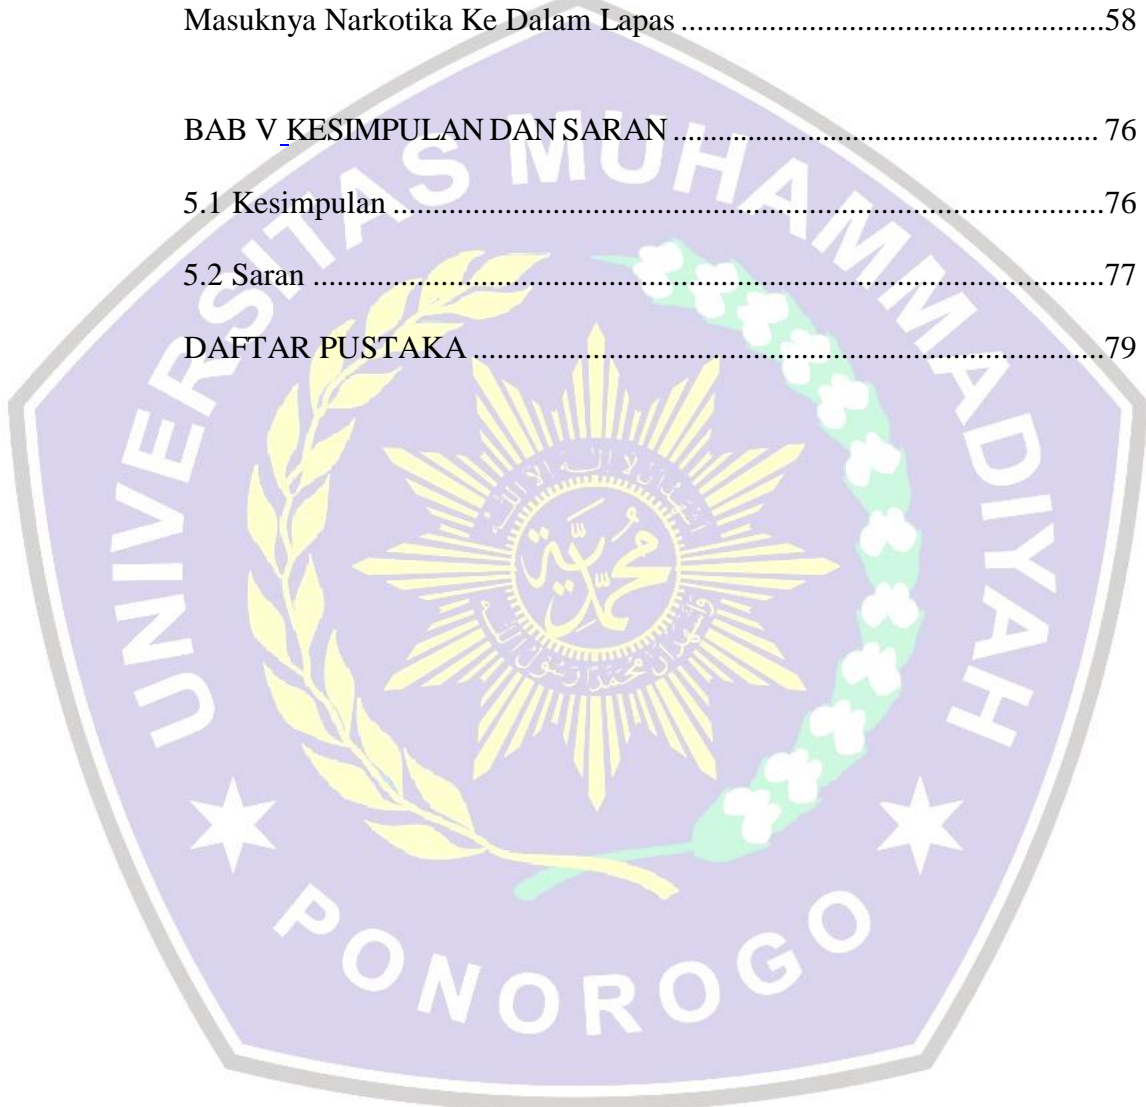 Masuknya Narkotika Ke Dalam Lapas ....................................................58
BAB V KESIMPULAN DAN SARAN .................................................... 76
5.1 Kesimpulan .........................................................................................76
5.2 Saran ...................................................................................................77
DAFTAR PUSTAKA ...............................................................................79
UNIVERSITAS MUHAMMADIYAH
PONOROGO
محمدية